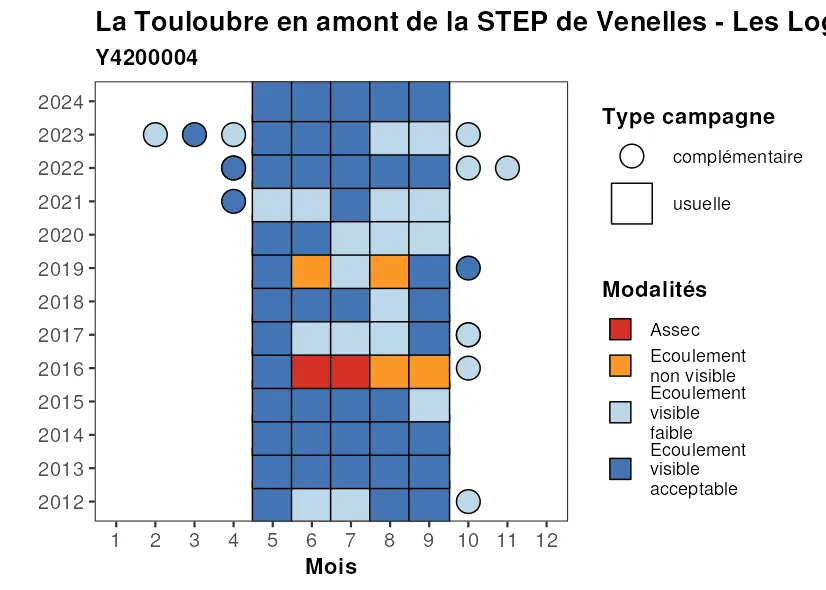 La Touloubre en amont de la STEP de Venelles - Les
Y4200004
2024
2023
2022
2021
2020
2019
2018
2017
2016
2015
2014
2013
2012
1 2 3 4 5 6 7 8 9 10 11 12
Mois
Type campagne
complémentaire
usuelle
Modalités
Assec
Ecoulement
non visible
Ecoulement
visible
faible
Ecoulement
visible
acceptable